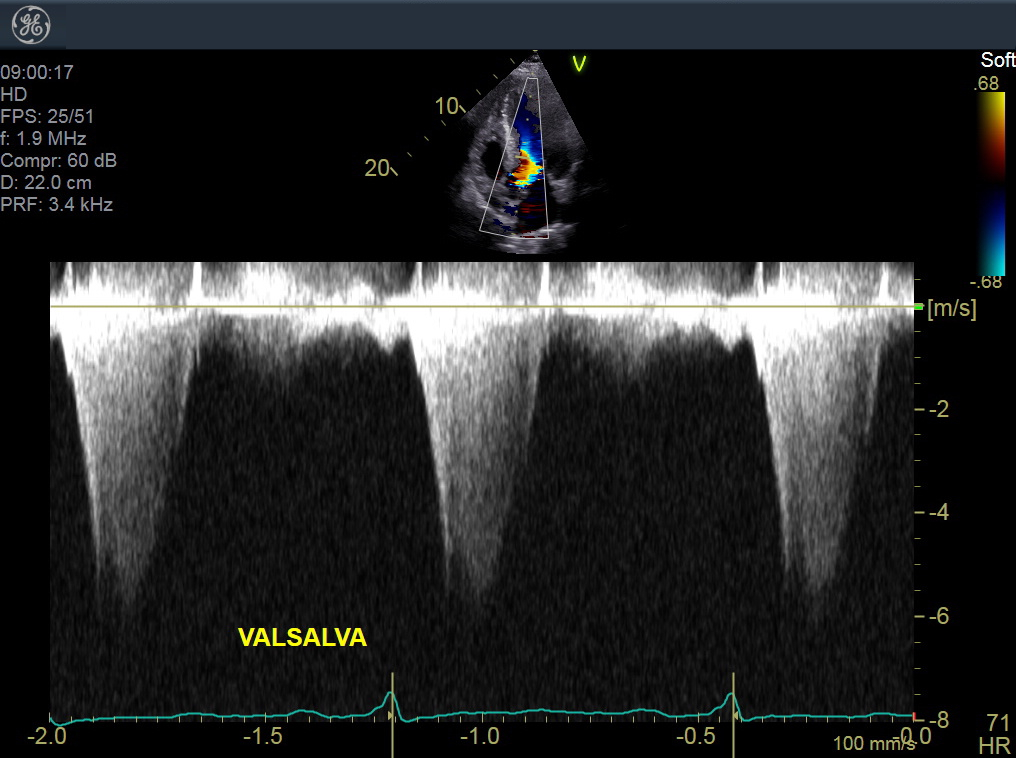 09:00:17
HD
FPS: 25/51
f: 1.9 MHz
Compr: 60 dB
D: 22.0 cm
PRF: 3.4 kHz
10
20
V
Soft
.68
-.68
[m/s]
-2
-4
-6
-8
VALSALVA
-2.0 -1.5 -1.0 -0.5 -0.0
100 mm/s
71
HR